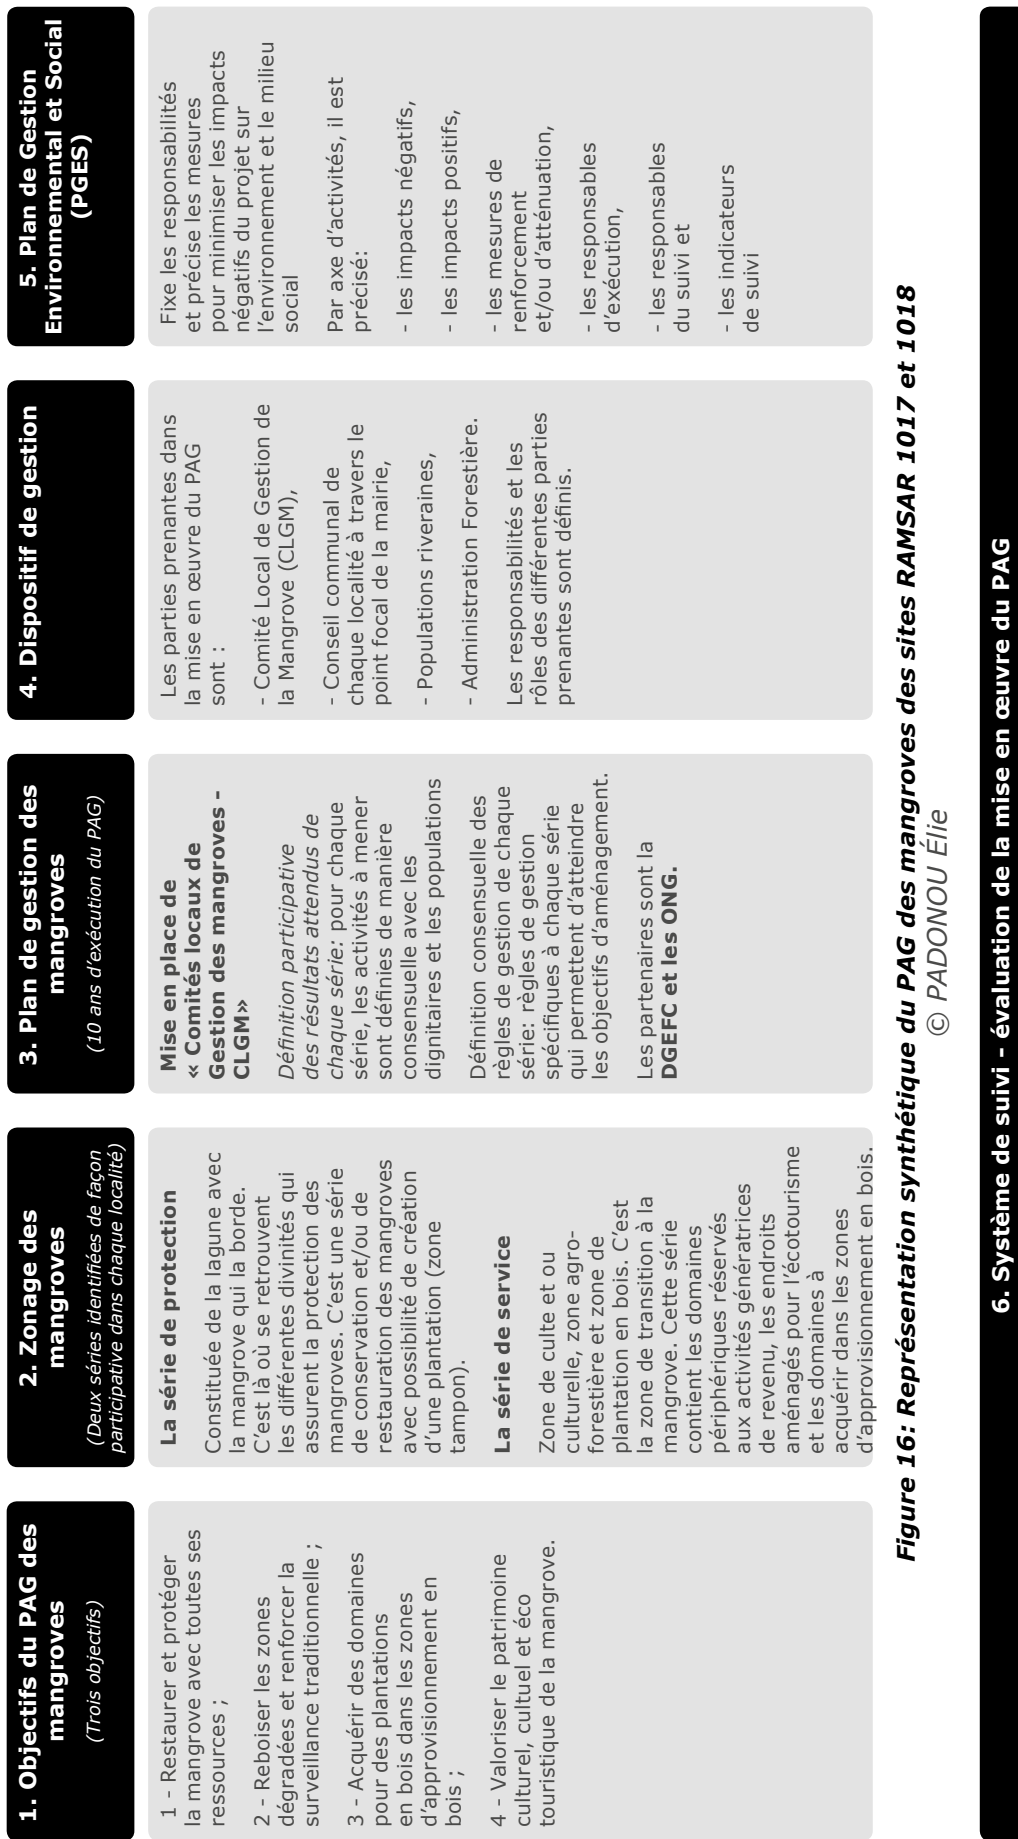 1. Objectifs du PAG des
mangroves
(Trois objectifs)
1 - Restaurer et protéger
la mangrove avec toutes ses
ressources ;
2 - Reboiser les zones
dégradées et renforcer la
surveillance traditionnelle ;
3 - Acquérir des domaines
pour des plantations
en bois dans les zones
d’approvisionnement en
bois ;
4 - Valoriser le patrimoine
culturel, cultuel et éco
touristique de la mangrove.
2. Zonage des
mangroves
(Deux séries identifiées de façon
participative dans chaque localité)
La série de protection
Constituée de la lagune avec
la mangrove qui la borde.
C’est là où se retrouvent
les différentes divinités qui
assurent la protection des
mangroves. C’est une série
de conservation et/ou de
restauration des mangroves
avec possibilité de création
d’une plantation (zone
tampon).
La série de service
Zone de culte et ou
culturelle, zone agro-
forestière et zone de
plantation en bois. C’est
la zone de transition à la
mangrove. Cette série
contient les domaines
périphériques réservés
aux activités génératrices
de revenu, les endroits
aménagés pour l’écotourisme
et les domaines à
acquérir dans les zones
d’approvisionnement en bois.
3. Plan de gestion des
mangroves
(10 ans d’exécution du PAG)
Mise en place de
« Comités locaux de
Gestion des mangroves –
CLGM»
Définition participative
des résultats attendus de
chaque série: pour chaque
série, les activités à mener
sont définies de manière
consensuelle avec les
dignitaires et les populations
Définition consensuelle des
règles de gestion de chaque
série: règles de gestion
spécifiques à chaque série
qui permettent d’atteindre
les objectifs d’aménagement.
Les partenaires sont la
DGEFC et les ONG.
4. Dispositif de gestion
Les parties prenantes dans
la mise en œuvre du PAG
sont :
- Comité Local de Gestion de
la Mangrove (CLGM),
- Conseil communal de
chaque localité à travers le
point focal de la mairie,
- Populations riveraines,
- Administration Forestière.
Les responsabilités et les
rôles des différentes parties
prenantes sont définis.
5. Plan de Gestion
Environnemental et Social
(PGES)
Fixe les responsabilités
et précise les mesures
pour minimiser les impacts
négatifs du projet sur
l’environnement et le milieu
social
Par axe d’activités, il est
précisé:
- les impacts négatifs,
- les impacts positifs,
- les mesures de
renforcement
et/ou d’atténuation,
- les responsables
d’exécution,
- les responsables
du suivi et
- les indicateurs
de suivi
Figure 16: Représentation synthétique du PAG des mangroves des sites RAMSAR 1017 et 1018
© PADONOU Élie
6. Système de suivi - évaluation de la mise en œuvre du PAG